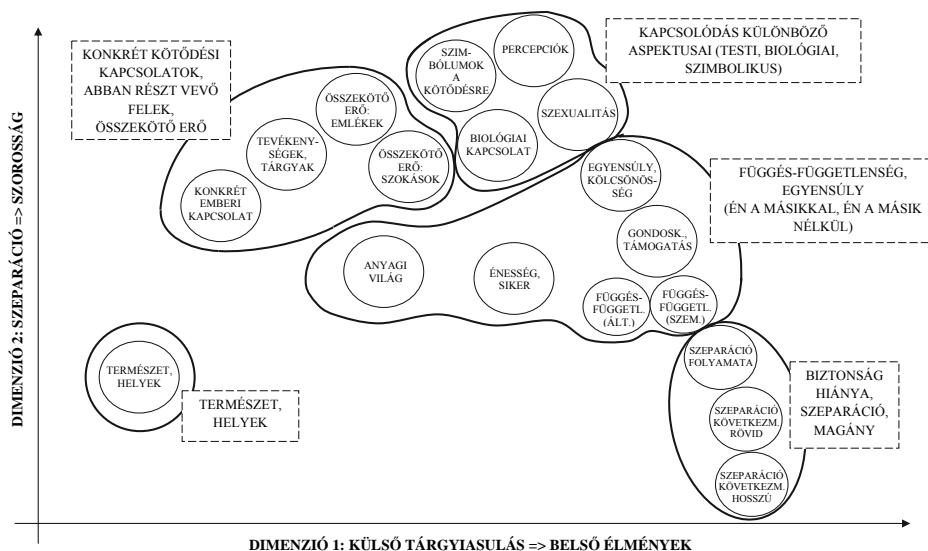 KONKRÉT KÖTŐDÉSI
KAPCSOLATOK,
ABBAN RÉSZT VEVŐ
FELEK,
ÖSSZEKÖTŐ ERŐ
KONKRÉT
EMBERI
KAPCSOLAT
TEVÉKENY-
SÉGEK,
TÁRGYAK
ÖSSZEKÖTŐ
ERŐ:
EMLÉKEK
ÖSSZEKÖTŐ
ERŐ:
SZOKÁSOK
SZIM-
BÓLUMOK
A
KÖTŐDÉSRE
PERCEPCIÓK
SZEXUALITÁS
BIOLÓGIAI
KAPCSOLAT
KAPCSOLÓDÁS KÜLÖNBÖZŐ
ASPEKTUSAI (TESTI, BIOLÓGIAI,
SZIMBOLIKUS)
EGYENSÚLY,
KÖLCSÖNÖS-
SÉG
GONDOSK.,
TÁMOGATÁS
ANYAGI
VILÁG
ÉNESSÉG,
SIKER
FÜGGÉS-
FÜGGETL.
(ÁLT.)
FÜGGÉS-
FÜGGETL.
(SZEM.)
FÜGGÉS-FÜGGETLENSÉG,
EGYENSÚLY
(ÉN A MÁSIKKAL, ÉN A MÁSIK
NÉLKÜL)
TERMÉSZET,
HELYEK
TERMÉSZET,
HELYEK
SZEPARÁCIÓ
FOLYAMATA
SZEPARÁCIÓ
KÖVETKEZM.
RÖVID
SZEPARÁCIÓ
KÖVETKEZM.
HOSSZÚ
BIZTONSÁG
HIÁNYA,
SZEPARÁCIÓ,
MAGÁNY
DIMENZIÓ 2: SZEPARÁCIÓ => SZOROSSÁG
DIMENZIÓ 1: KÜLSŐ TÁRGYIASULÁS => BELSŐ ÉLMÉNYEK